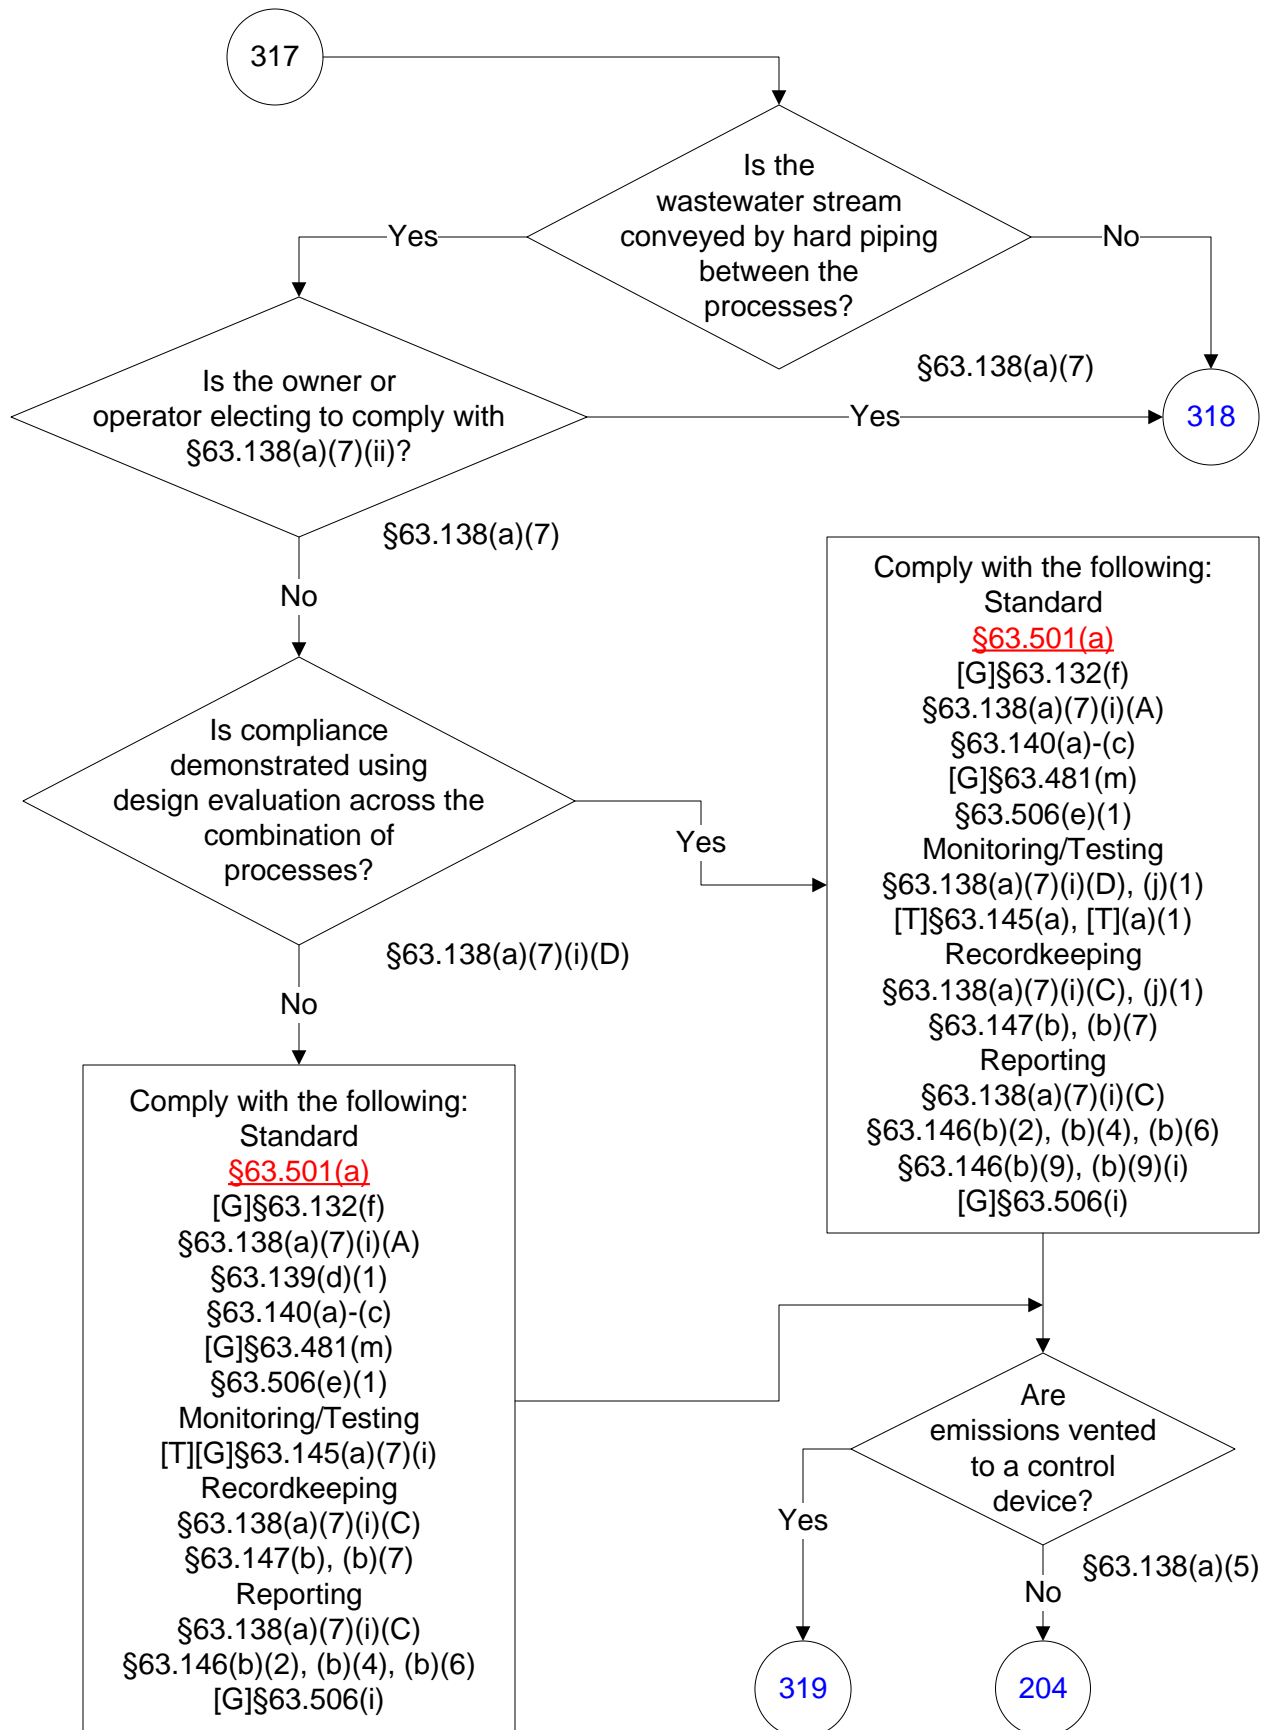 317
Is the
wastewater stream
conveyed by hard piping
between the
processes?
Yes
No
§63.138(a)(7)
318
Is the owner or
operator electing to comply with
§63.138(a)(7)(ii)?
Yes
§63.138(a)(7)
No
Is compliance
demonstrated using
design evaluation across the
combination of
processes?
Yes
§63.138(a)(7)(i)(D)
No
Comply with the following:
Standard
§63.501(a)
[G]§63.132(f)
§63.138(a)(7)(i)(A)
§63.140(a)-(c)
[G]§63.481(m)
§63.506(e)(1)
Monitoring/Testing
§63.138(a)(7)(i)(D), (j)(1)
[T]§63.145(a), [T](a)(1)
Recordkeeping
§63.138(a)(7)(i)(C), (j)(1)
§63.147(b), (b)(7)
Reporting
§63.138(a)(7)(i)(C)
§63.146(b)(2), (b)(4), (b)(6)
§63.146(b)(9), (b)(9)(i)
[G]§63.506(i)
Comply with the following:
Standard
§63.501(a)
[G]§63.132(f)
§63.138(a)(7)(i)(A)
§63.139(d)(1)
§63.140(a)-(c)
[G]§63.481(m)
§63.506(e)(1)
Monitoring/Testing
[T][G]§63.145(a)(7)(i)
Recordkeeping
§63.138(a)(7)(i)(C)
§63.147(b), (b)(7)
Reporting
§63.138(a)(7)(i)(C)
§63.146(b)(2), (b)(4), (b)(6)
[G]§63.506(i)
Are
emissions vented
to a control
device?
Yes
§63.138(a)(5)
No
319
204